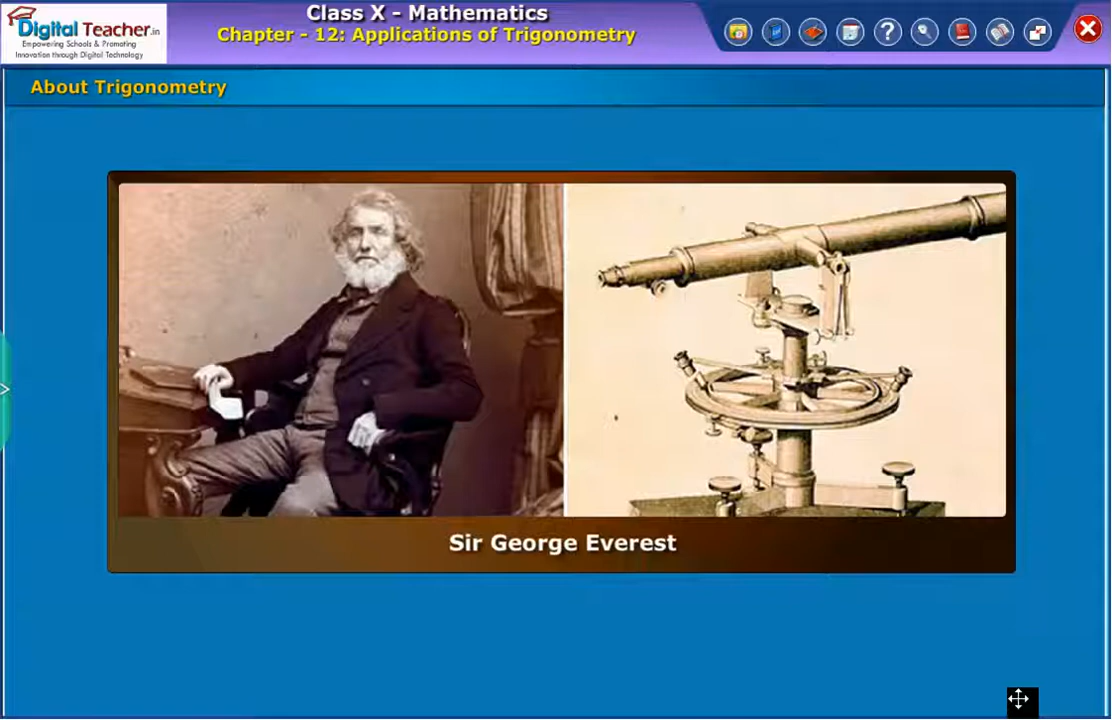 Digital Teacher.in
Empowering Schools & Promoting
Innovation through Digital Technology
Class X - Mathematics
Chapter - 12: Applications of Trigonometry
?
About Trigonometry
Sir George Everest